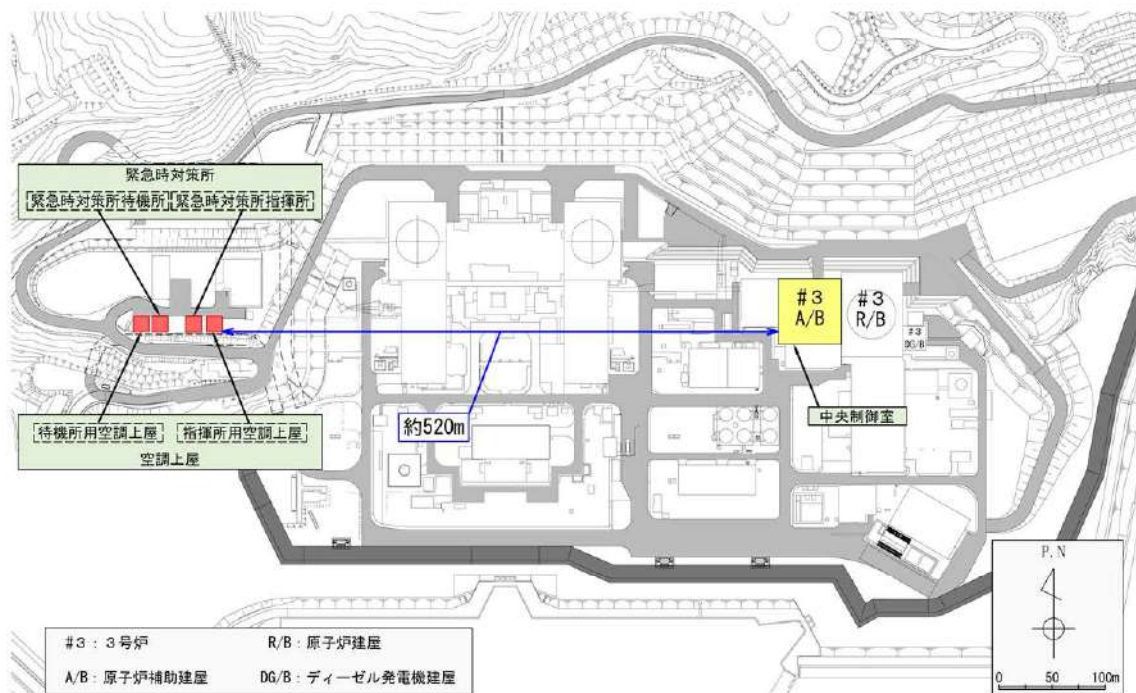 緊急時対策所
緊急時対策所待機所 緊急時対策所指揮所
#3
A/B
#3
R/B
#3
DG/B
中央制御室
約520m
待機所用空調上屋 指揮所用空調上屋
空調上屋
P.N
0 50 100m
#3：3号炉 R/B：原子炉建屋
A/B：原子炉補助建屋 DG/B：ディーゼル発電機建屋